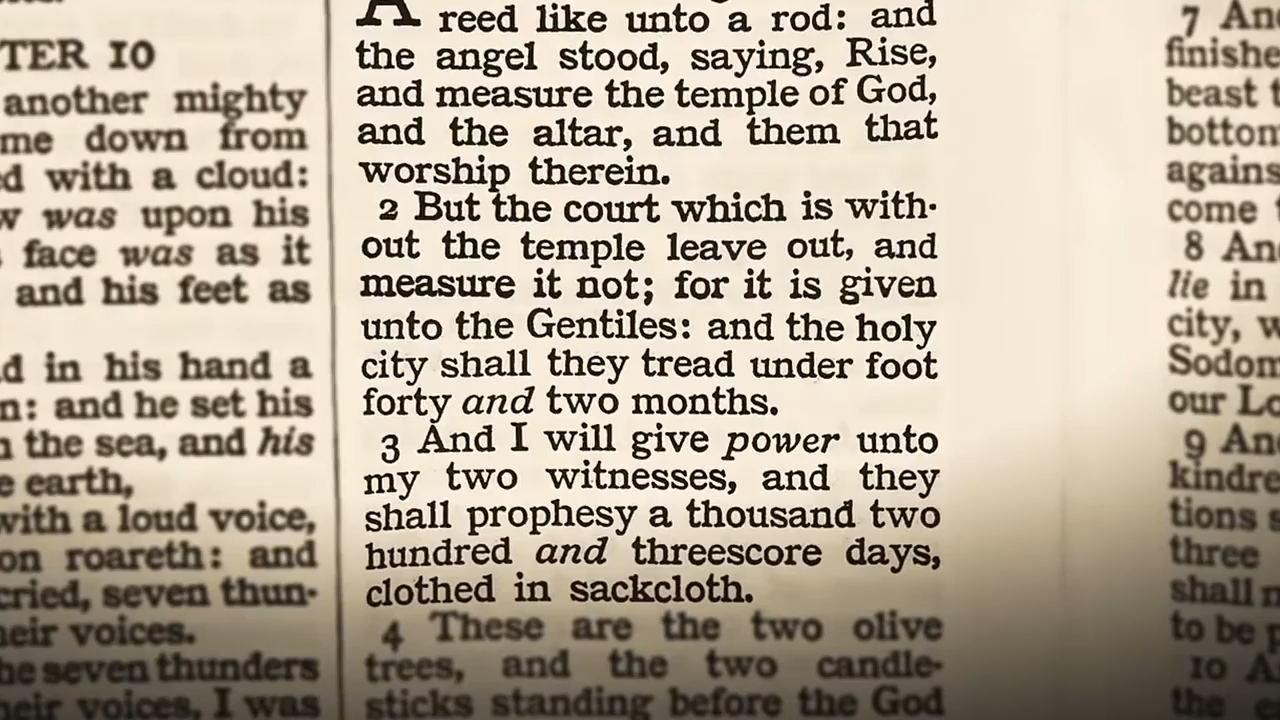 TER 10
another mighty
me down from
d with a cloud:
was upon his
face was as it
and his feet as
d in his hand a
n: and he set his
the sea, and his
e earth,
with a loud voice,
on roareth: and
cried, seven thun-
heir voices.
he seven thunders
heir voices, I was
A reed like unto a rod: and
the angel stood, saying, Rise,
and measure the temple of God,
and the altar, and them that
worship therein.
2 But the court which is with-
out the temple leave out, and
measure it not; for it is given
unto the Gentiles: and the holy
city shall they tread under foot
forty and two months.
3 And I will give power unto
my two witnesses, and they
shall prophesy a thousand two
hundred and threescore days,
clothed in sackcloth.
4 These are the two olive
trees, and the two candle-
sticks standing before the God
7 An
finishe
beast t
bottom
agains
come
8 An
lie in
city, w
Sodom
our Lo
9 An
kindre
tions s
three
shall n
to be p
10 A
the